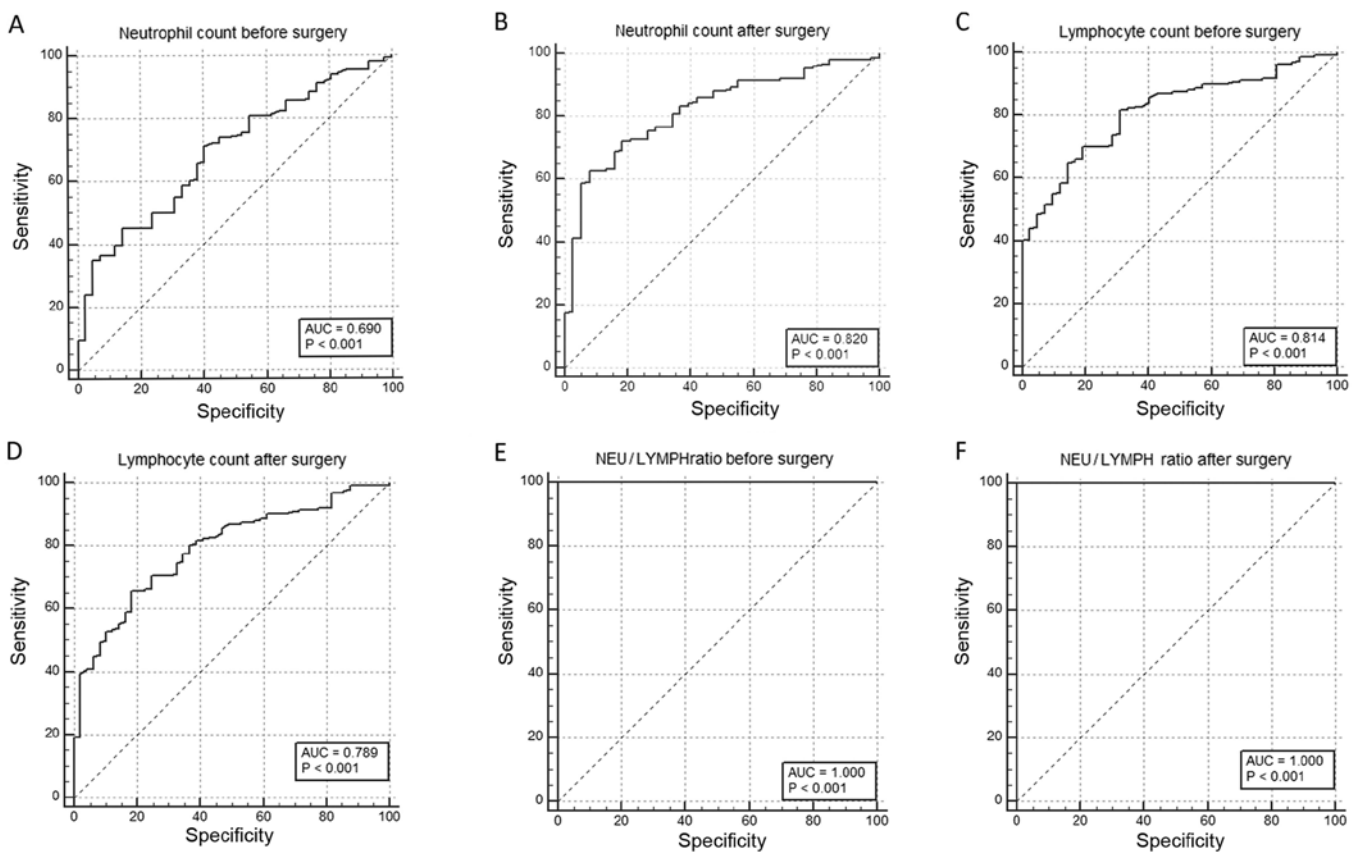 A
Neutrophil count before surgery
100
80
60
40
20
0
Sensitivity
0 20 40 60 80 100
Specificity
AUC = 0.690
P < 0.001
B
Neutrophil count after surgery
100
80
60
40
20
0
Sensitivity
0 20 40 60 80 100
Specificity
AUC = 0.820
P < 0.001
C
Lymphocyte count before surgery
100
80
60
40
20
0
Sensitivity
0 20 40 60 80 100
Specificity
AUC = 0.814
P < 0.001
D
Lymphocyte count after surgery
100
80
60
40
20
0
Sensitivity
0 20 40 60 80 100
Specificity
AUC = 0.789
P < 0.001
E
NEU/LYMPHratio before surgery
100
80
60
40
20
0
Sensitivity
0 20 40 60 80 100
Specificity
AUC = 1.000
P < 0.001
F
NEU/LYMPH ratio after surgery
100
80
60
40
20
0
Sensitivity
0 20 40 60 80 100
Specificity
AUC = 1.000
P < 0.001